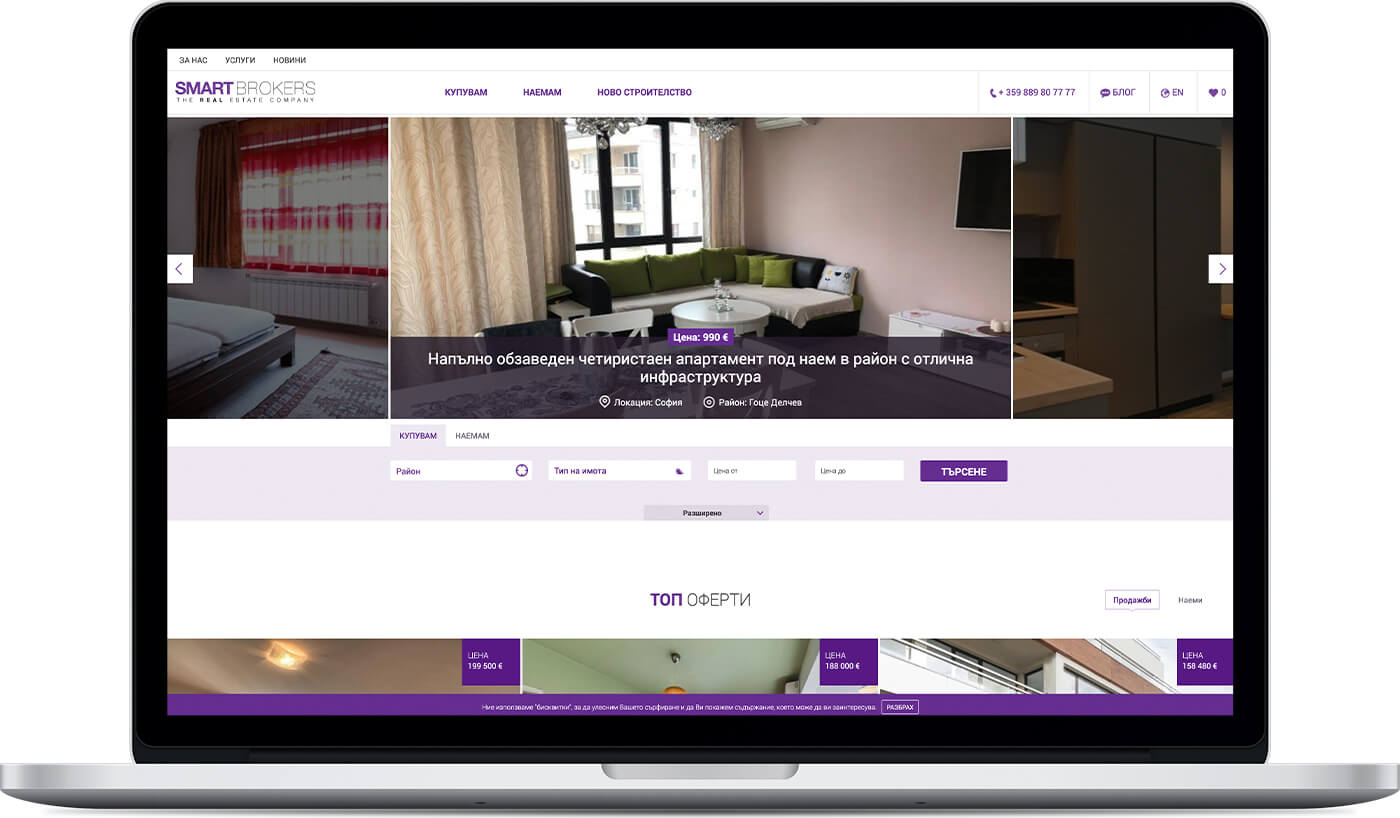 ЗА НАС УСЛУГИ НОВИНИ
SMARTBROKERS
THE REAL ESTATE COMPANY
КУПУВАМ НАЕМАМ НОВО СТРОИТЕЛСТВО
+ 359 889 80 77 77 БЛОГ EN 0
Цена: 990 €
Напълно обзаведен четиристаен апартамент под наем в район с отлична
инфраструктура
Локация: София Район: Гоце Делчев
КУПУВАМ НАЕМАМ
Район Тип на имота Цена от Цена до ТЪРСЕНЕ
Разширено
ТОП ОФЕРТИ
Продажби Наеми
ЦЕНА
199 500 €
ЦЕНА
188 000 €
ЦЕНА
158 480 €
Ние използваме "бисквитки", за да улесним Вашето сърфиране и да Ви покажем съдържание, което може да ви заинтересува. РАЗБРАХ